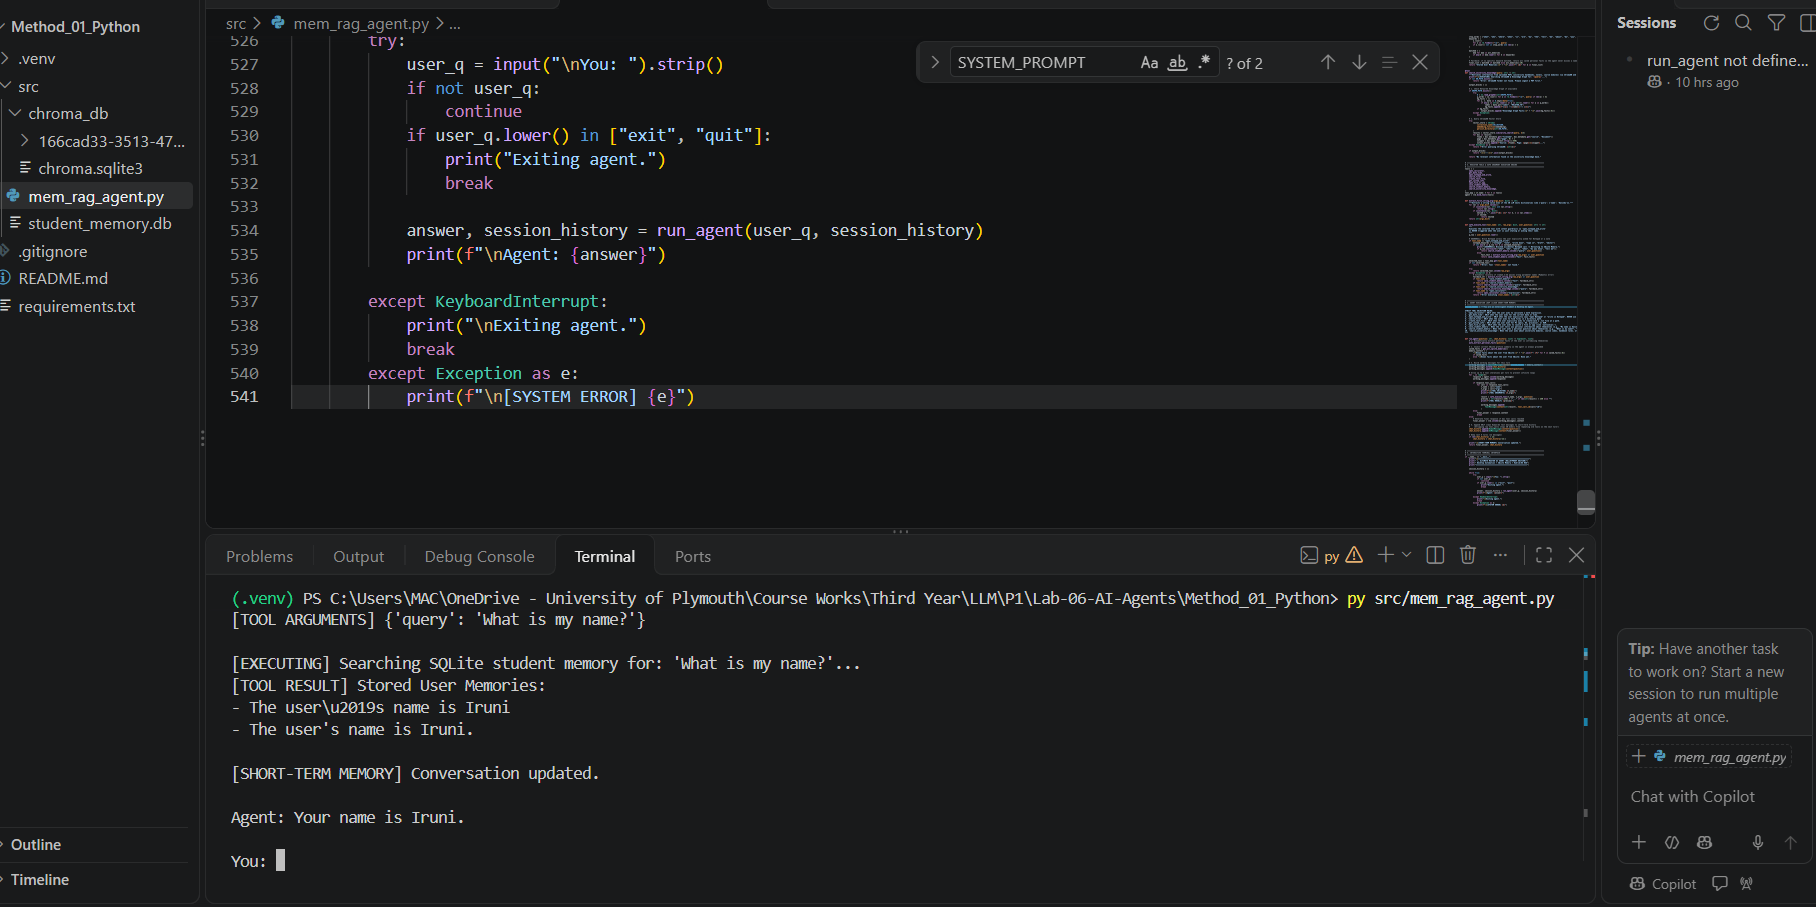 Method_01_Python
.venv
src
chroma_db
166cad33-3513-47...
chroma.sqlite3
mem_rag_agent.py
student_memory.db
.gitignore
README.md
requirements.txt
Outline
Timeline
src > mem_rag_agent.py > ...
SYSTEM_PROMPT Aa ab .* ? of 2
526 try:
527 user_q = input("\nYou: ").strip()
528 if not user_q:
529 continue
530 if user_q.lower() in ["exit", "quit"]:
531 print("Exiting agent.")
532 break
533
534 answer, session_history = run_agent(user_q, session_history)
535 print(f"\nAgent: {answer}")
536
537 except KeyboardInterrupt:
538 print("\nExiting agent.")
539 break
540 except Exception as e:
541 print(f"\n[SYSTEM ERROR] {e}")
Problems Output Debug Console Terminal Ports
py
(.venv) PS C:\Users\MAC\OneDrive - University of Plymouth\Course Works\Third Year\LLM\P1\Lab-06-AI-Agents\Method_01_Python> py src/mem_rag_agent.py
[TOOL ARGUMENTS] {'query': 'What is my name?'}
[EXECUTING] Searching SQLite student memory for: 'What is my name?'...
[TOOL RESULT] Stored User Memories:
- The user\u2019s name is Iruni
- The user's name is Iruni.
[SHORT-TERM MEMORY] Conversation updated.
Agent: Your name is Iruni.
You:
Sessions
run_agent not define...
· 10 hrs ago
Tip: Have another task
to work on? Start a new
session to run multiple
agents at once.
mem_rag_agent.py
Chat with Copilot
Copilot